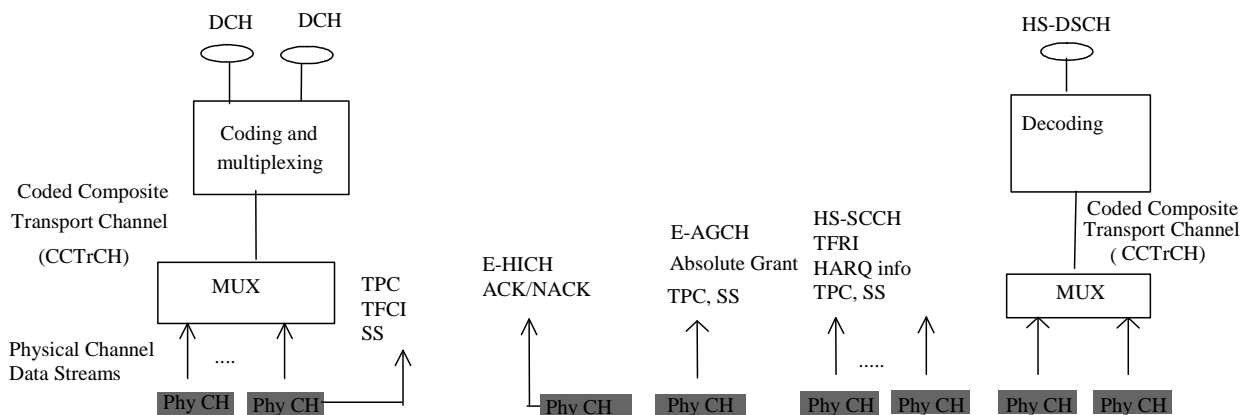 DCH
DCH
Coding and
multiplexing
Coded Composite
Transport Channel
(CCTrCH)
MUX
TPC
TFCI
SS
Physical Channel
Data Streams
....
Phy CH
Phy CH
E-HICH
ACK/NACK
Phy CH
E-AGCH
Absolute Grant
TPC, SS
Phy CH
HS-SCCH
TFRI
HARQ info
TPC, SS
.....
Phy CH
Phy CH
HS-DSCH
Decoding
Coded Composite
Transport Channel
( CCTrCH)
MUX
Phy CH
Phy CH